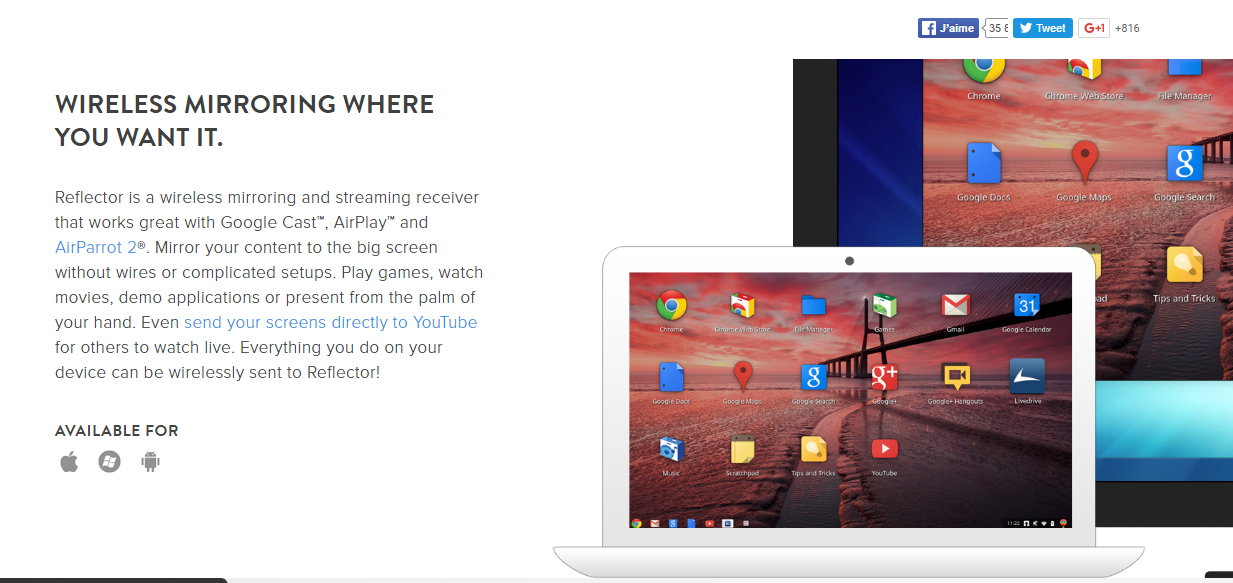 J'aime
35 8
Tweet
G+1
+816
WIRELESS MIRRORING WHERE
YOU WANT IT.
Reflector is a wireless mirroring and streaming receiver
that works great with Google Cast™, AirPlay™ and
AirParrot 2®. Mirror your content to the big screen
without wires or complicated setups. Play games, watch
movies, demo applications or present from the palm of
your hand. Even send your screens directly to YouTube
for others to watch live. Everything you do on your
device can be wirelessly sent to Reflector!
AVAILABLE FOR
Chrome Chrome Web Store File Manager
Google Docs Google Maps Google Search
Tips and Tricks
Chrome Chrome Web Store File Manager Games Gmail Google Calendar
31
Google Docs Google Maps Google Search Google+ Google+ Hangouts Livedrive
Music Scratchpad Tips and Tricks YouTube
11:22